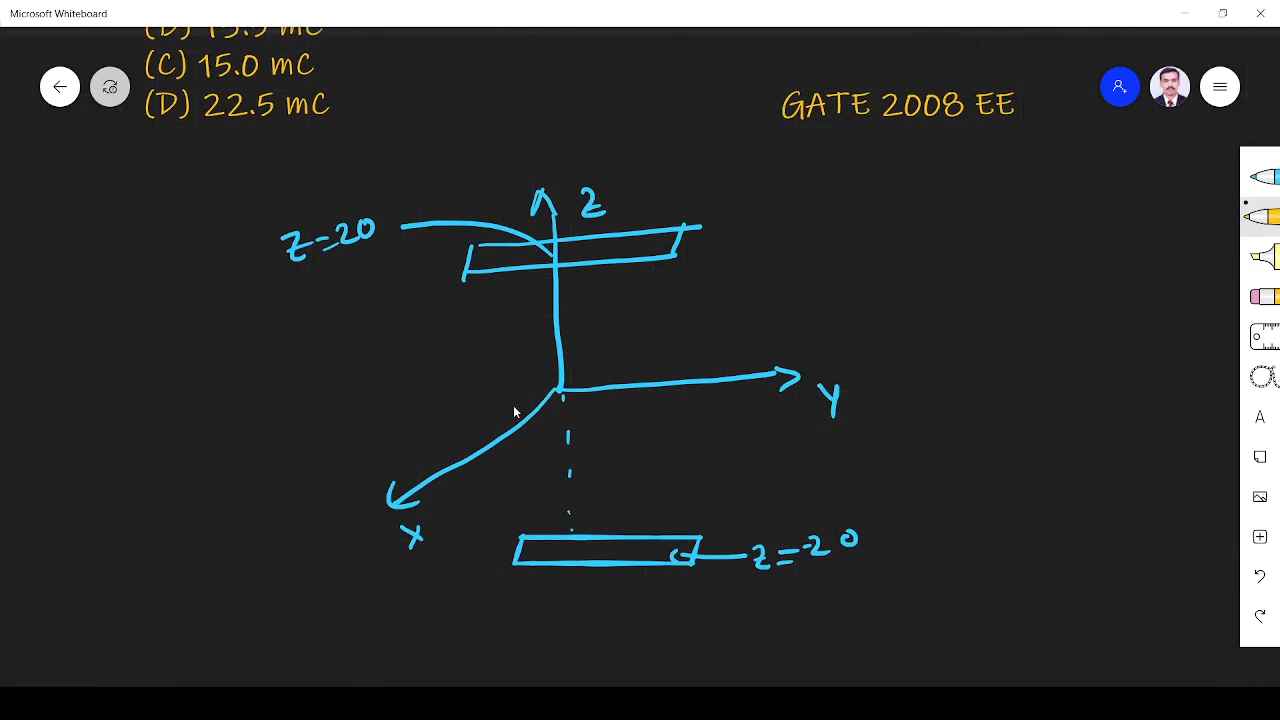 Microsoft Whiteboard
(C) 15.0 mC
(D) 22.5 mC
GATE 2008 EE
Z
Z=20
Y
X
Z=-20
A